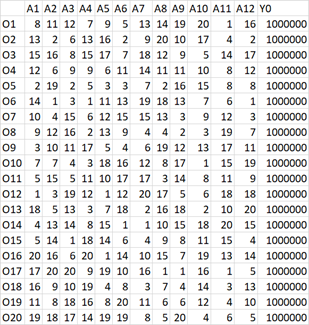 A1 A2 A3 A4 A5 A6 A7 A8 A9 A10 A11 A12 Y0
O1 8 11 12 7 9 5 13 14 19 20 1 16 1000000
O2 13 2 6 13 16 2 9 20 10 17 4 2 1000000
O3 15 16 8 15 17 7 18 12 9 5 14 17 1000000
O4 12 6 9 9 6 11 14 11 11 10 8 12 1000000
O5 2 19 2 5 3 3 7 2 16 15 8 8 1000000
O6 14 1 3 1 11 13 19 18 13 7 6 1 1000000
O7 10 4 15 6 12 15 15 13 3 9 12 3 1000000
O8 9 12 16 2 13 9 4 4 2 3 19 7 1000000
O9 3 10 11 17 5 4 6 19 12 13 17 11 1000000
O10 7 7 4 3 18 16 12 8 17 1 15 19 1000000
O11 5 15 5 11 10 17 17 3 14 8 11 9 1000000
O12 1 3 19 12 1 12 20 17 5 6 18 18 1000000
O13 18 5 13 3 7 18 2 16 18 2 10 20 1000000
O14 4 13 14 8 15 1 1 10 15 18 20 15 1000000
O15 5 14 1 18 14 6 4 9 8 11 15 4 1000000
O16 20 16 6 20 1 14 10 15 7 19 13 14 1000000
O17 17 20 20 9 19 10 16 1 1 16 1 5 1000000
O18 16 9 10 19 4 8 3 7 4 14 3 13 1000000
O19 11 8 18 16 8 20 11 6 6 12 4 10 1000000
O20 19 18 17 14 19 19 8 5 20 4 6 5 1000000